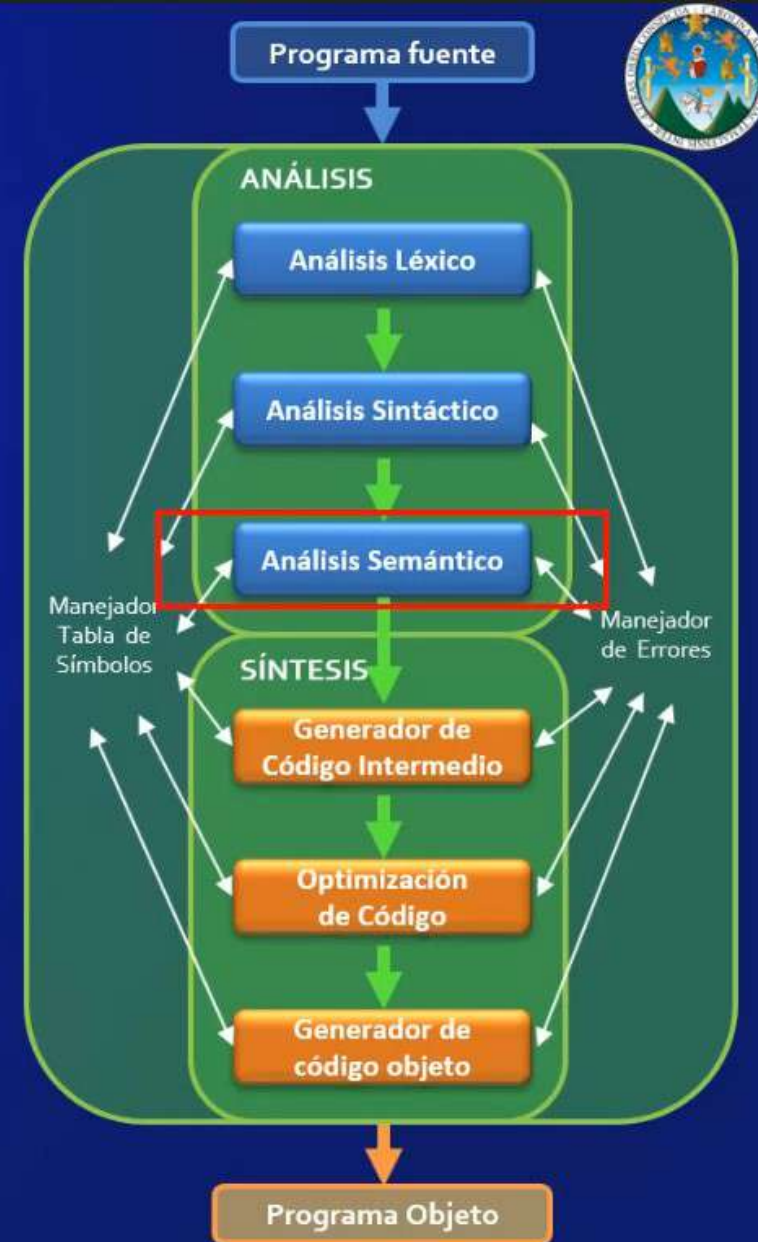 Programa fuente
ANÁLISIS
Análisis Léxico
Análisis Sintáctico
Análisis Semántico
Manejador
Tabla de
Símbolos
Manejador
de Errores
SÍNTESIS
Generador de
Código Intermedio
Optimización
de Código
Generador de
código objeto
Programa Objeto